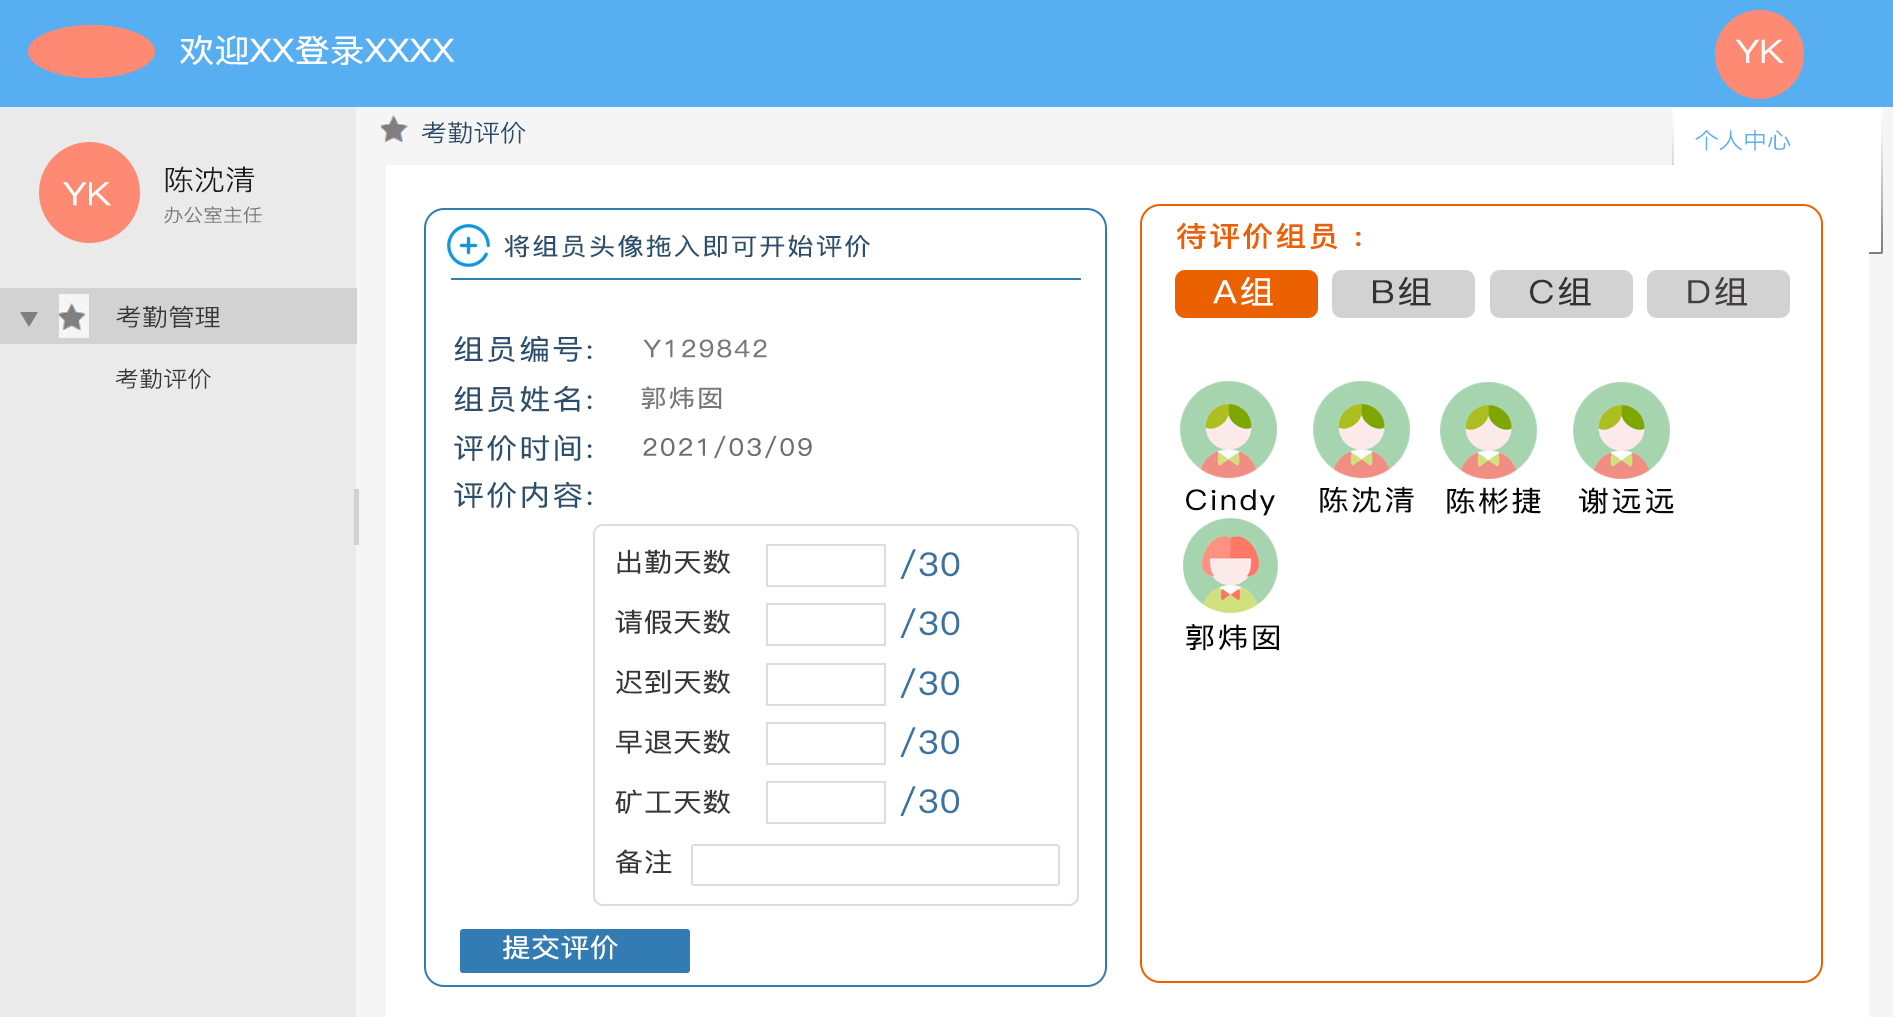 欢迎XX登录XXXX
YK
YK
陈沈清
办公室主任
考勤管理
考勤评价
考勤评价
个人中心
将组员头像拖入即可开始评价
组员编号: Y129842
组员姓名: 郭炜囡
评价时间: 2021/03/09
评价内容:
出勤天数 /30
请假天数 /30
迟到天数 /30
早退天数 /30
矿工天数 /30
备注
提交评价
待评价组员：
A组 B组 C组 D组
Cindy 陈沈清 陈彬捷 谢远远
郭炜囡